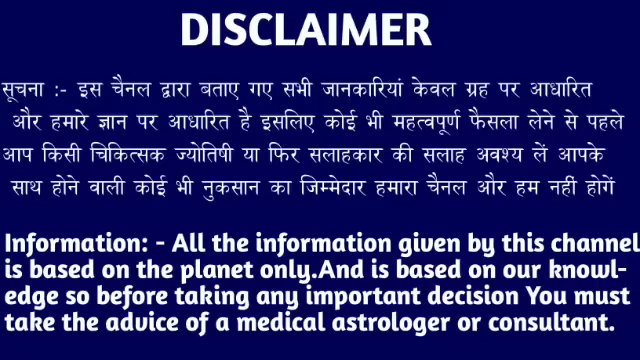 DISCLAIMER
सूचना :- इस चैनल द्वारा बताए गए सभी जानकारियां केवल ग्रह पर आधारित
और हमारे ज्ञान पर आधारित है इसलिए कोई भी महत्वपूर्ण फैसला लेने से पहले
आप किसी चिकित्सक ज्योतिषी या फिर सलाहकार की सलाह अवश्य लें आपके
साथ होने वाली कोई भी नुकसान का जिम्मेदार हमारा चैनल और हम नहीं होगें
Information: - All the information given by this channel
is based on the planet only.And is based on our knowl-
edge so before taking any important decision You must
take the advice of a medical astrologer or consultant.